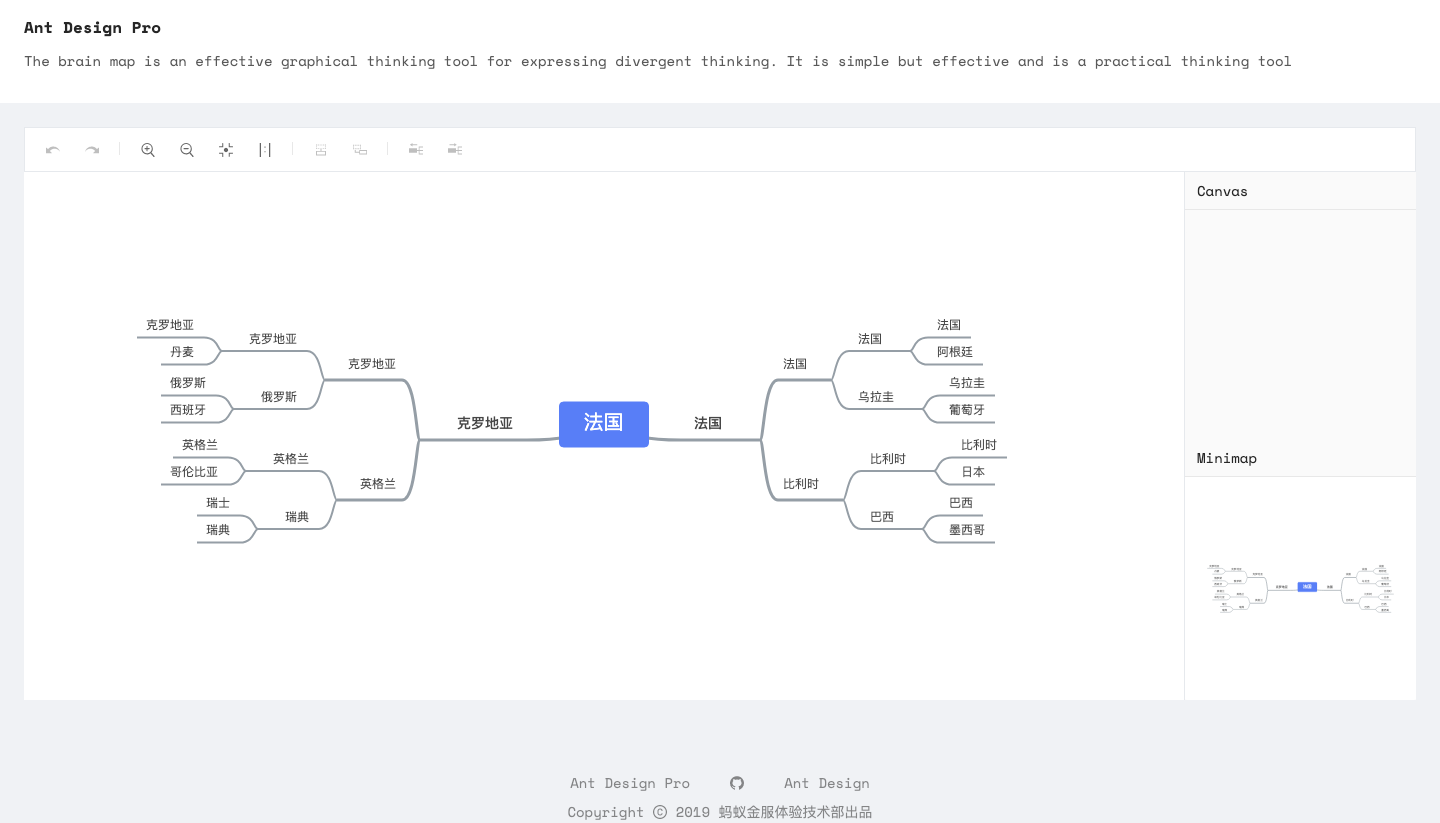 Ant Design Pro
The brain map is an effective graphical thinking tool for expressing divergent thinking. It is simple but effective and is a practical thinking tool
Canvas
克罗地亚
丹麦
克罗地亚
俄罗斯
西班牙
俄罗斯
克罗地亚
英格兰
哥伦比亚
英格兰
瑞士
瑞典
瑞典
英格兰
克罗地亚
法国
法国
法国
法国
法国
阿根廷
乌拉圭
乌拉圭
葡萄牙
比利时
比利时
比利时
日本
巴西
巴西
墨西哥
Minimap
Ant Design Pro
Ant Design
Copyright © 2019 蚂蚁金服体验技术部出品